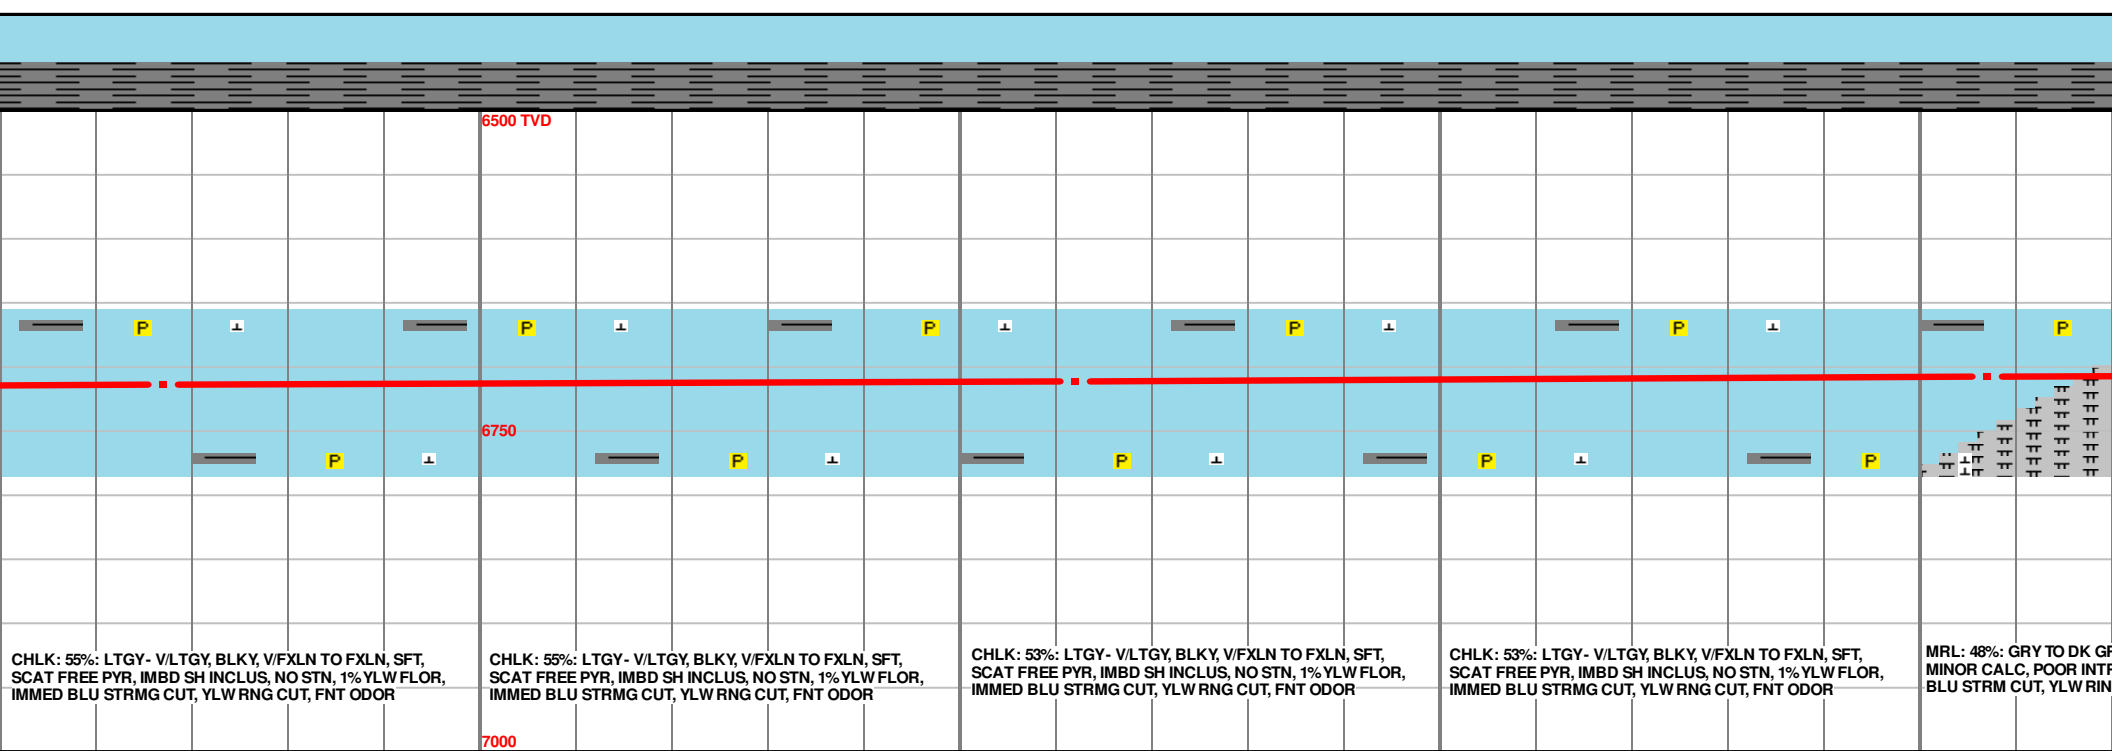 6500 TVD
P P P P P P
6750
P P P P P
CHLK: 55%: LTGY- V/LTGY, BLKY, V/FXLN TO FXLN, SFT,
SCAT FREE PYR, IMBD SH INCLUS, NO STN, 1% YLW FLOR,
IMMED BLU STRMG CUT, YLW RNG CUT, FNT ODOR
CHLK: 55%: LTGY- V/LTGY, BLKY, V/FXLN TO FXLN, SFT,
SCAT FREE PYR, IMBD SH INCLUS, NO STN, 1% YLW FLOR,
IMMED BLU STRMG CUT, YLW RNG CUT, FNT ODOR
CHLK: 53%: LTGY- V/LTGY, BLKY, V/FXLN TO FXLN, SFT,
SCAT FREE PYR, IMBD SH INCLUS, NO STN, 1% YLW FLOR,
IMMED BLU STRMG CUT, YLW RNG CUT, FNT ODOR
CHLK: 53%: LTGY- V/LTGY, BLKY, V/FXLN TO FXLN, SFT,
SCAT FREE PYR, IMBD SH INCLUS, NO STN, 1% YLW FLOR,
IMMED BLU STRMG CUT, YLW RNG CUT, FNT ODOR
MRL: 48%: GRY TO DK
MINOR CALC, POOR
BLU STRM CUT, YLW
7000